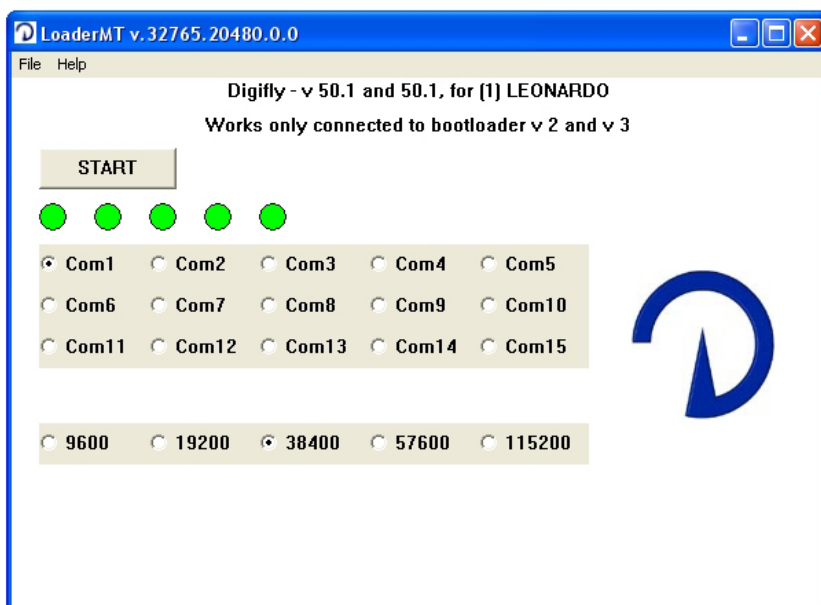 LoaderMT v.32765.20480.0.0
File Help
Digifly - v 50.1 and 50.1, for (1) LEONARDO
Works only connected to bootloader v 2 and v 3
START
Com1 Com2 Com3 Com4 Com5
Com6 Com7 Com8 Com9 Com10
Com11 Com12 Com13 Com14 Com15
9600 19200 38400 57600 115200